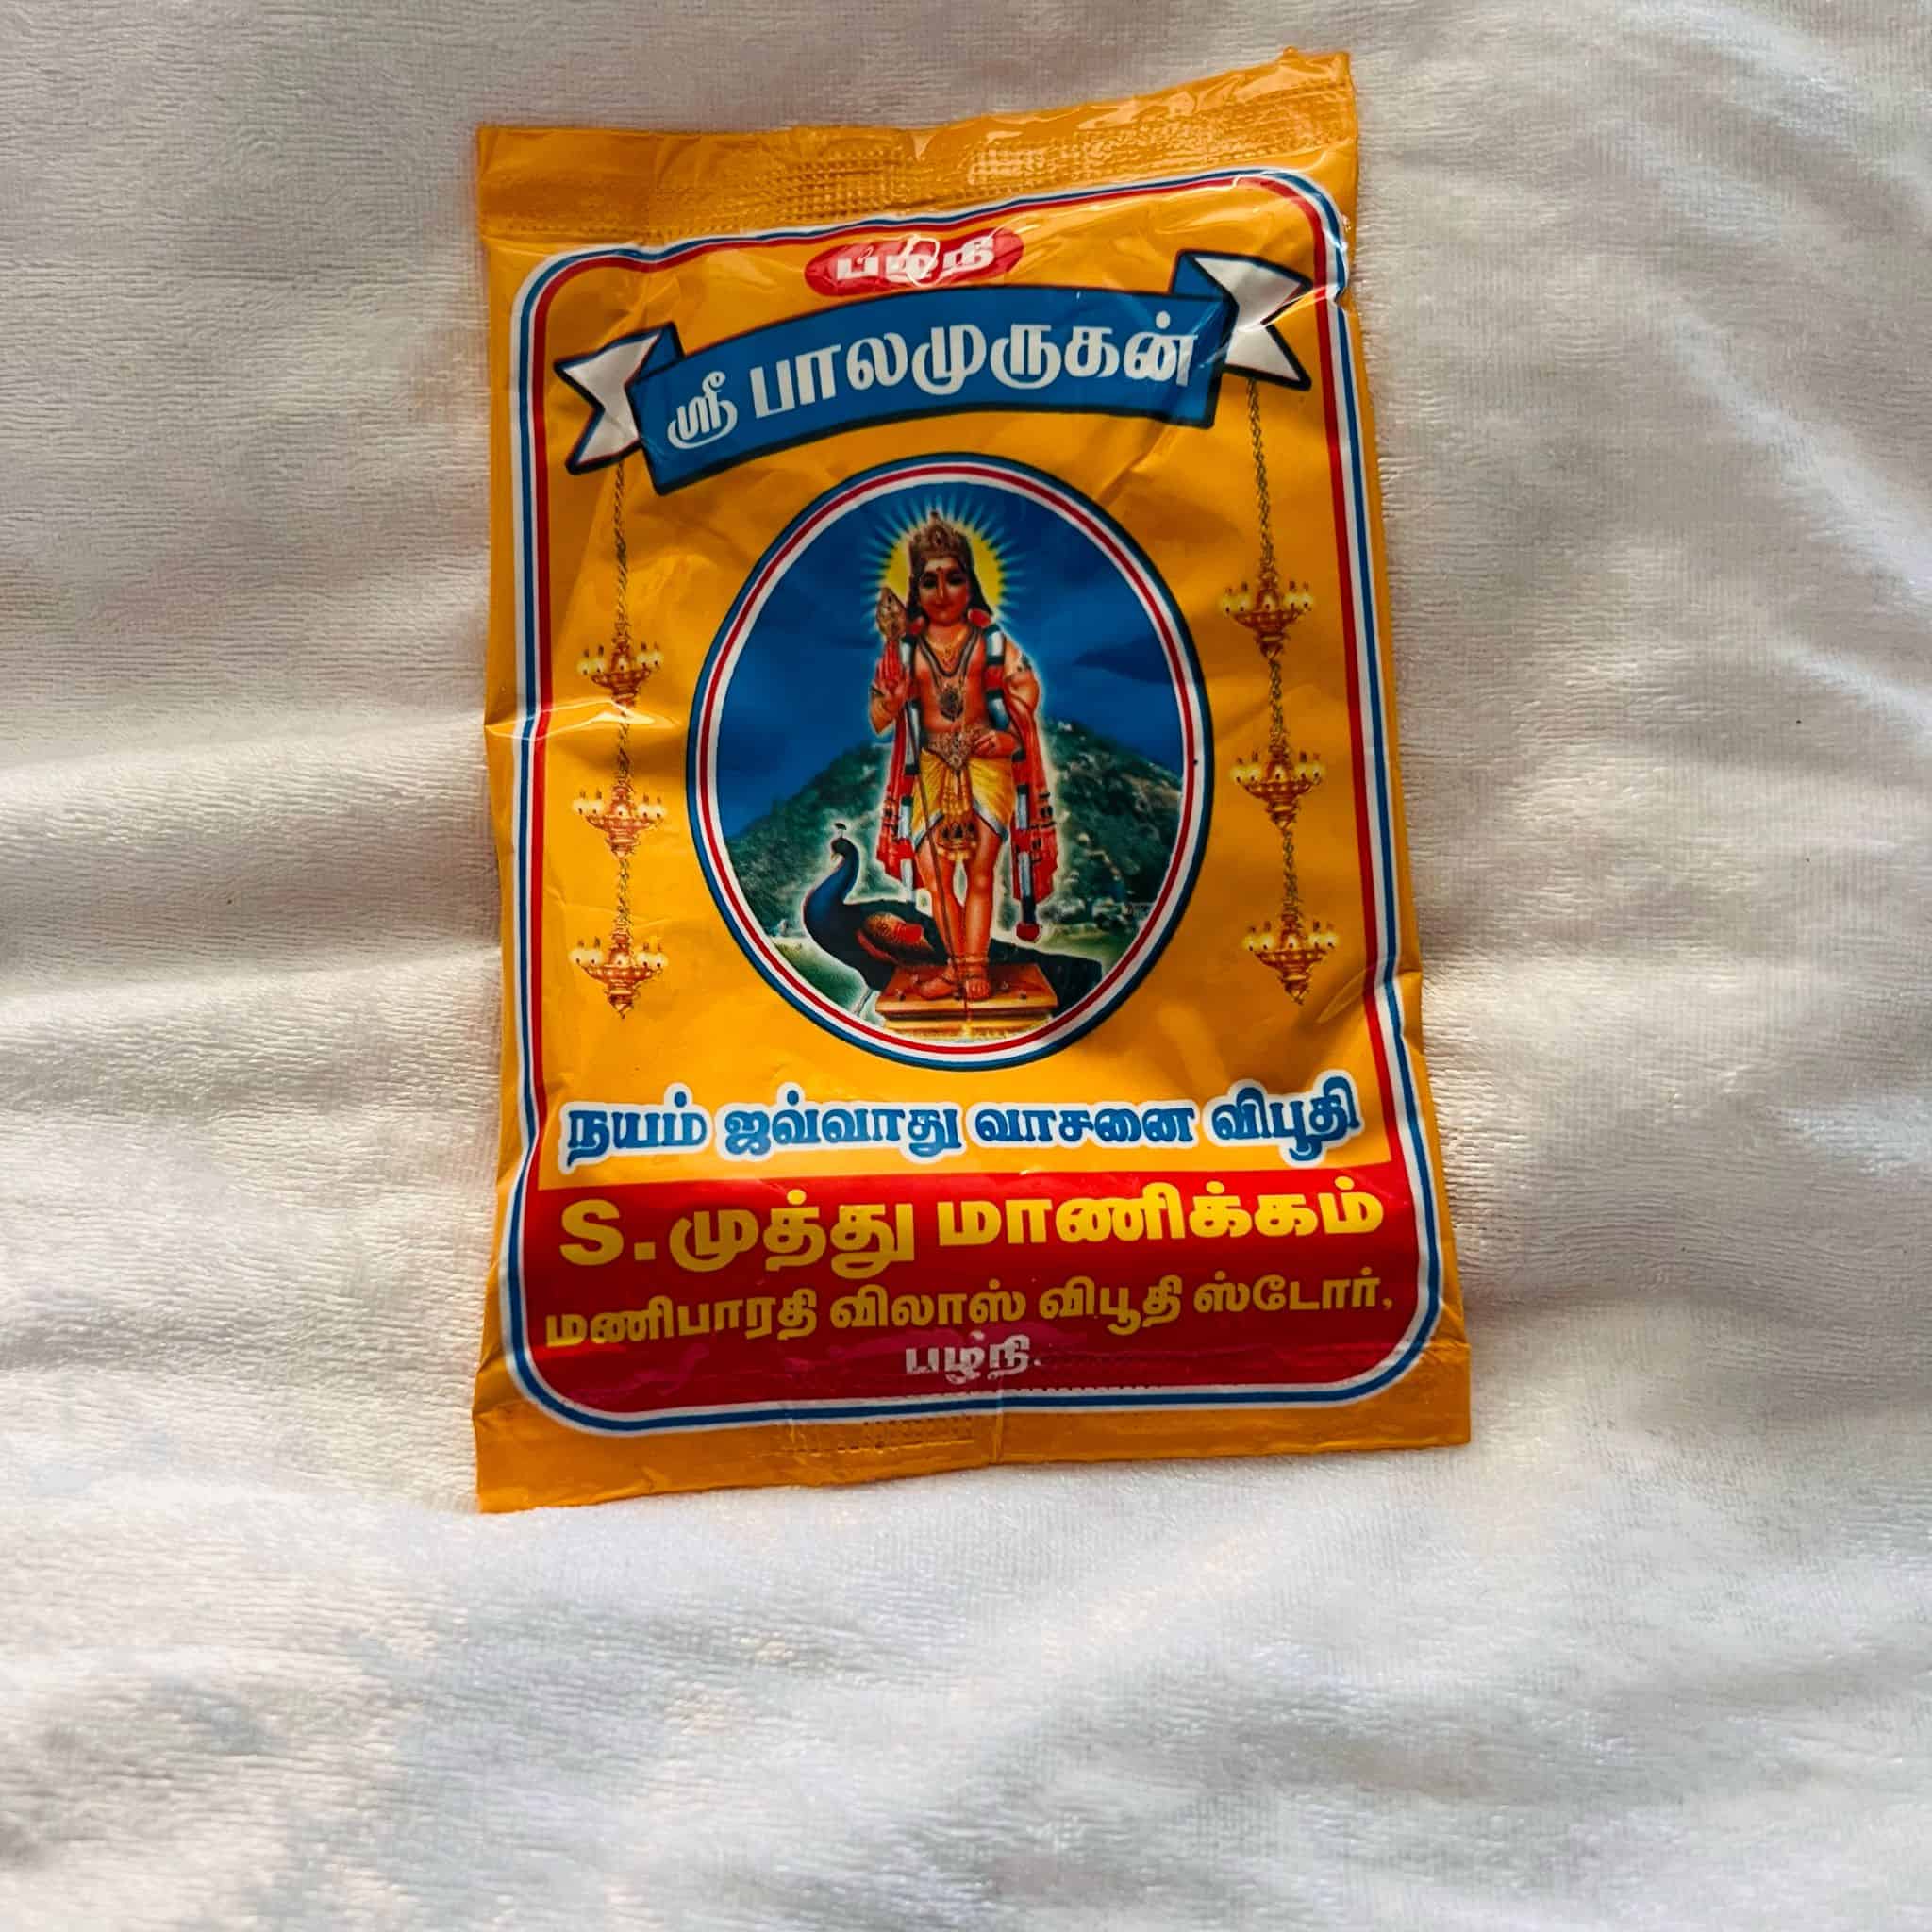 பழநி
ஸ்ரீ பாலமுருகன்
நயம் ஜவ்வாது வாசனை விபூதி
S.முத்து மாணிக்கம்
மணிபாரதி விலாஸ் விபூதி ஸ்டோர்,
பழநி.